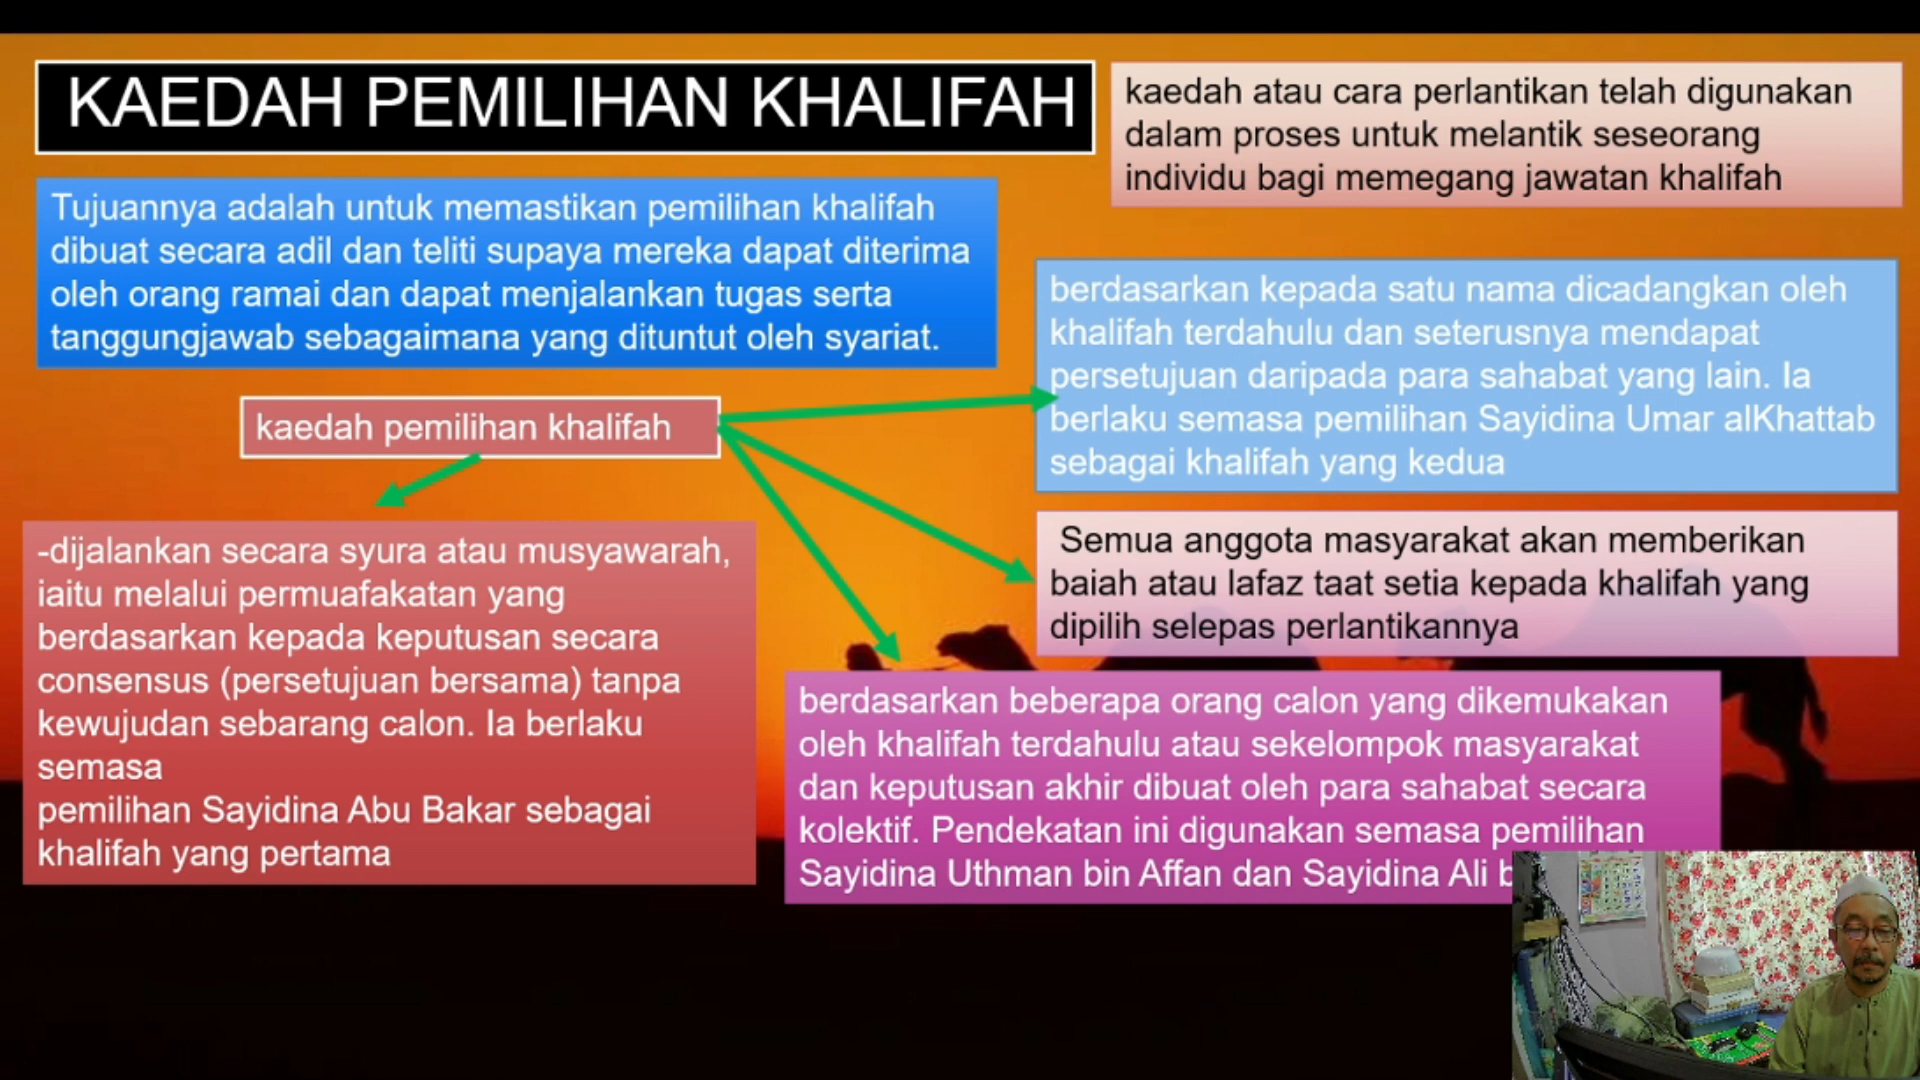 KAEDAH PEMILIHAN KHALIFAH
kaedah atau cara perlantikan telah digunakan
dalam proses untuk melantik seseorang
individu bagi memegang jawatan khalifah
Tujuannya adalah untuk memastikan pemilihan khalifah
dibuat secara adil dan teliti supaya mereka dapat diterima
oleh orang ramai dan dapat menjalankan tugas serta
tanggungjawab sebagaimana yang dituntut oleh syariat.
kaedah pemilihan khalifah
berdasarkan kepada satu nama dicadangkan oleh
khalifah terdahulu dan seterusnya mendapat
persetujuan daripada para sahabat yang lain. Ia
berlaku semasa pemilihan Sayidina Umar alKhattab
sebagai khalifah yang kedua
-dijalankan secara syura atau musyawarah,
iaitu melalui permuafakatan yang
berdasarkan kepada keputusan secara
consensus (persetujuan bersama) tanpa
kewujudan sebarang calon. Ia berlaku
semasa
pemilihan Sayidina Abu Bakar sebagai
khalifah yang pertama
Semua anggota masyarakat akan memberikan
baiah atau lafaz taat setia kepada khalifah yang
dipilih selepas perlantikannya
berdasarkan beberapa orang calon yang dikemukakan
oleh khalifah terdahulu atau sekelompok masyarakat
dan keputusan akhir dibuat oleh para sahabat secara
kolektif. Pendekatan ini digunakan semasa pemilihan
Sayidina Uthman bin Affan dan Sayidina Ali